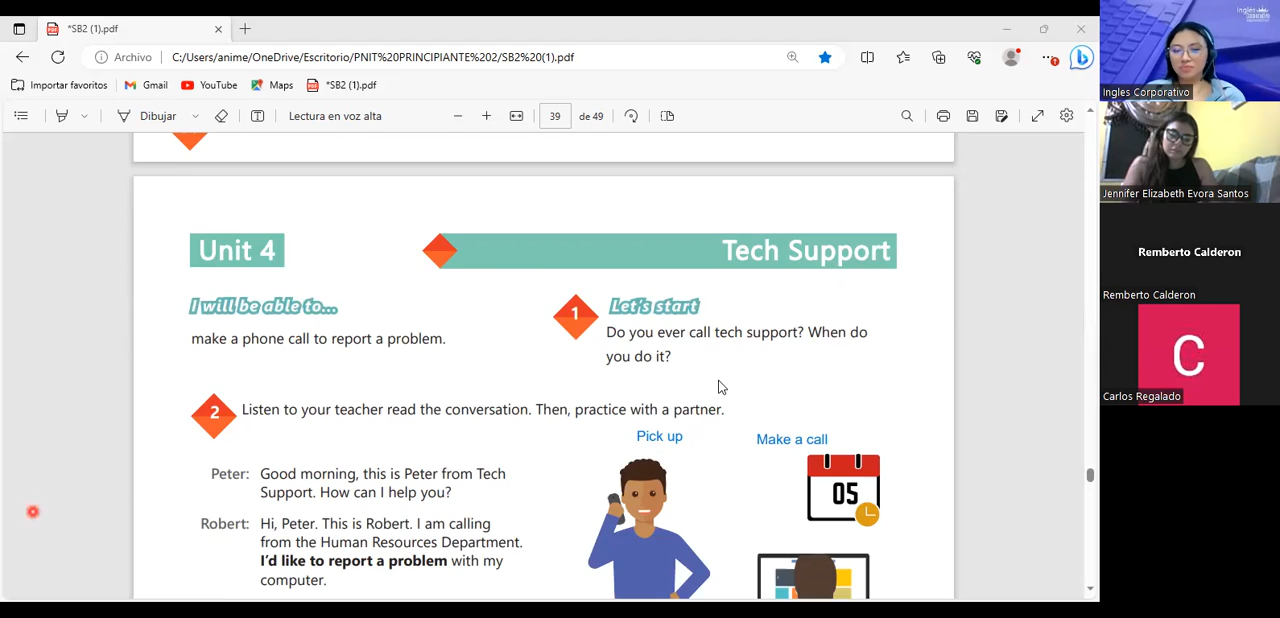 *SB2 (1).pdf
Archivo
C:/Users/anime/OneDrive/Escritorio/PNIT%20PRINCIPIANTE%202/SB2%20(1).pdf
Importar favoritos
Gmail
YouTube
Maps
*SB2 (1).pdf
Dibujar
Lectura en voz alta
39
de 49
Unit 4
Tech Support
I will be able to...
make a phone call to report a problem.
1
Let's start
Do you ever call tech support? When do
you do it?
2
Listen to your teacher read the conversation. Then, practice with a partner.
Pick up
Make a call
05
Peter: Good morning, this is Peter from Tech
Support. How can I help you?
Robert: Hi, Peter. This is Robert. I am calling
from the Human Resources Department.
I'd like to report a problem with my
computer.
Ingles Corporativo
Jennifer Elizabeth Evora Santos
Remberto Calderon
Remberto Calderon
C
Carlos Regalado